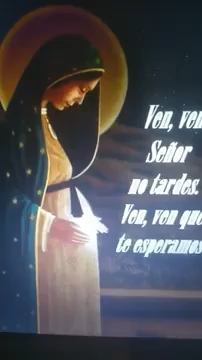 Ven, ven
Señor
no tardes.
Ven, ven que
te esperamos